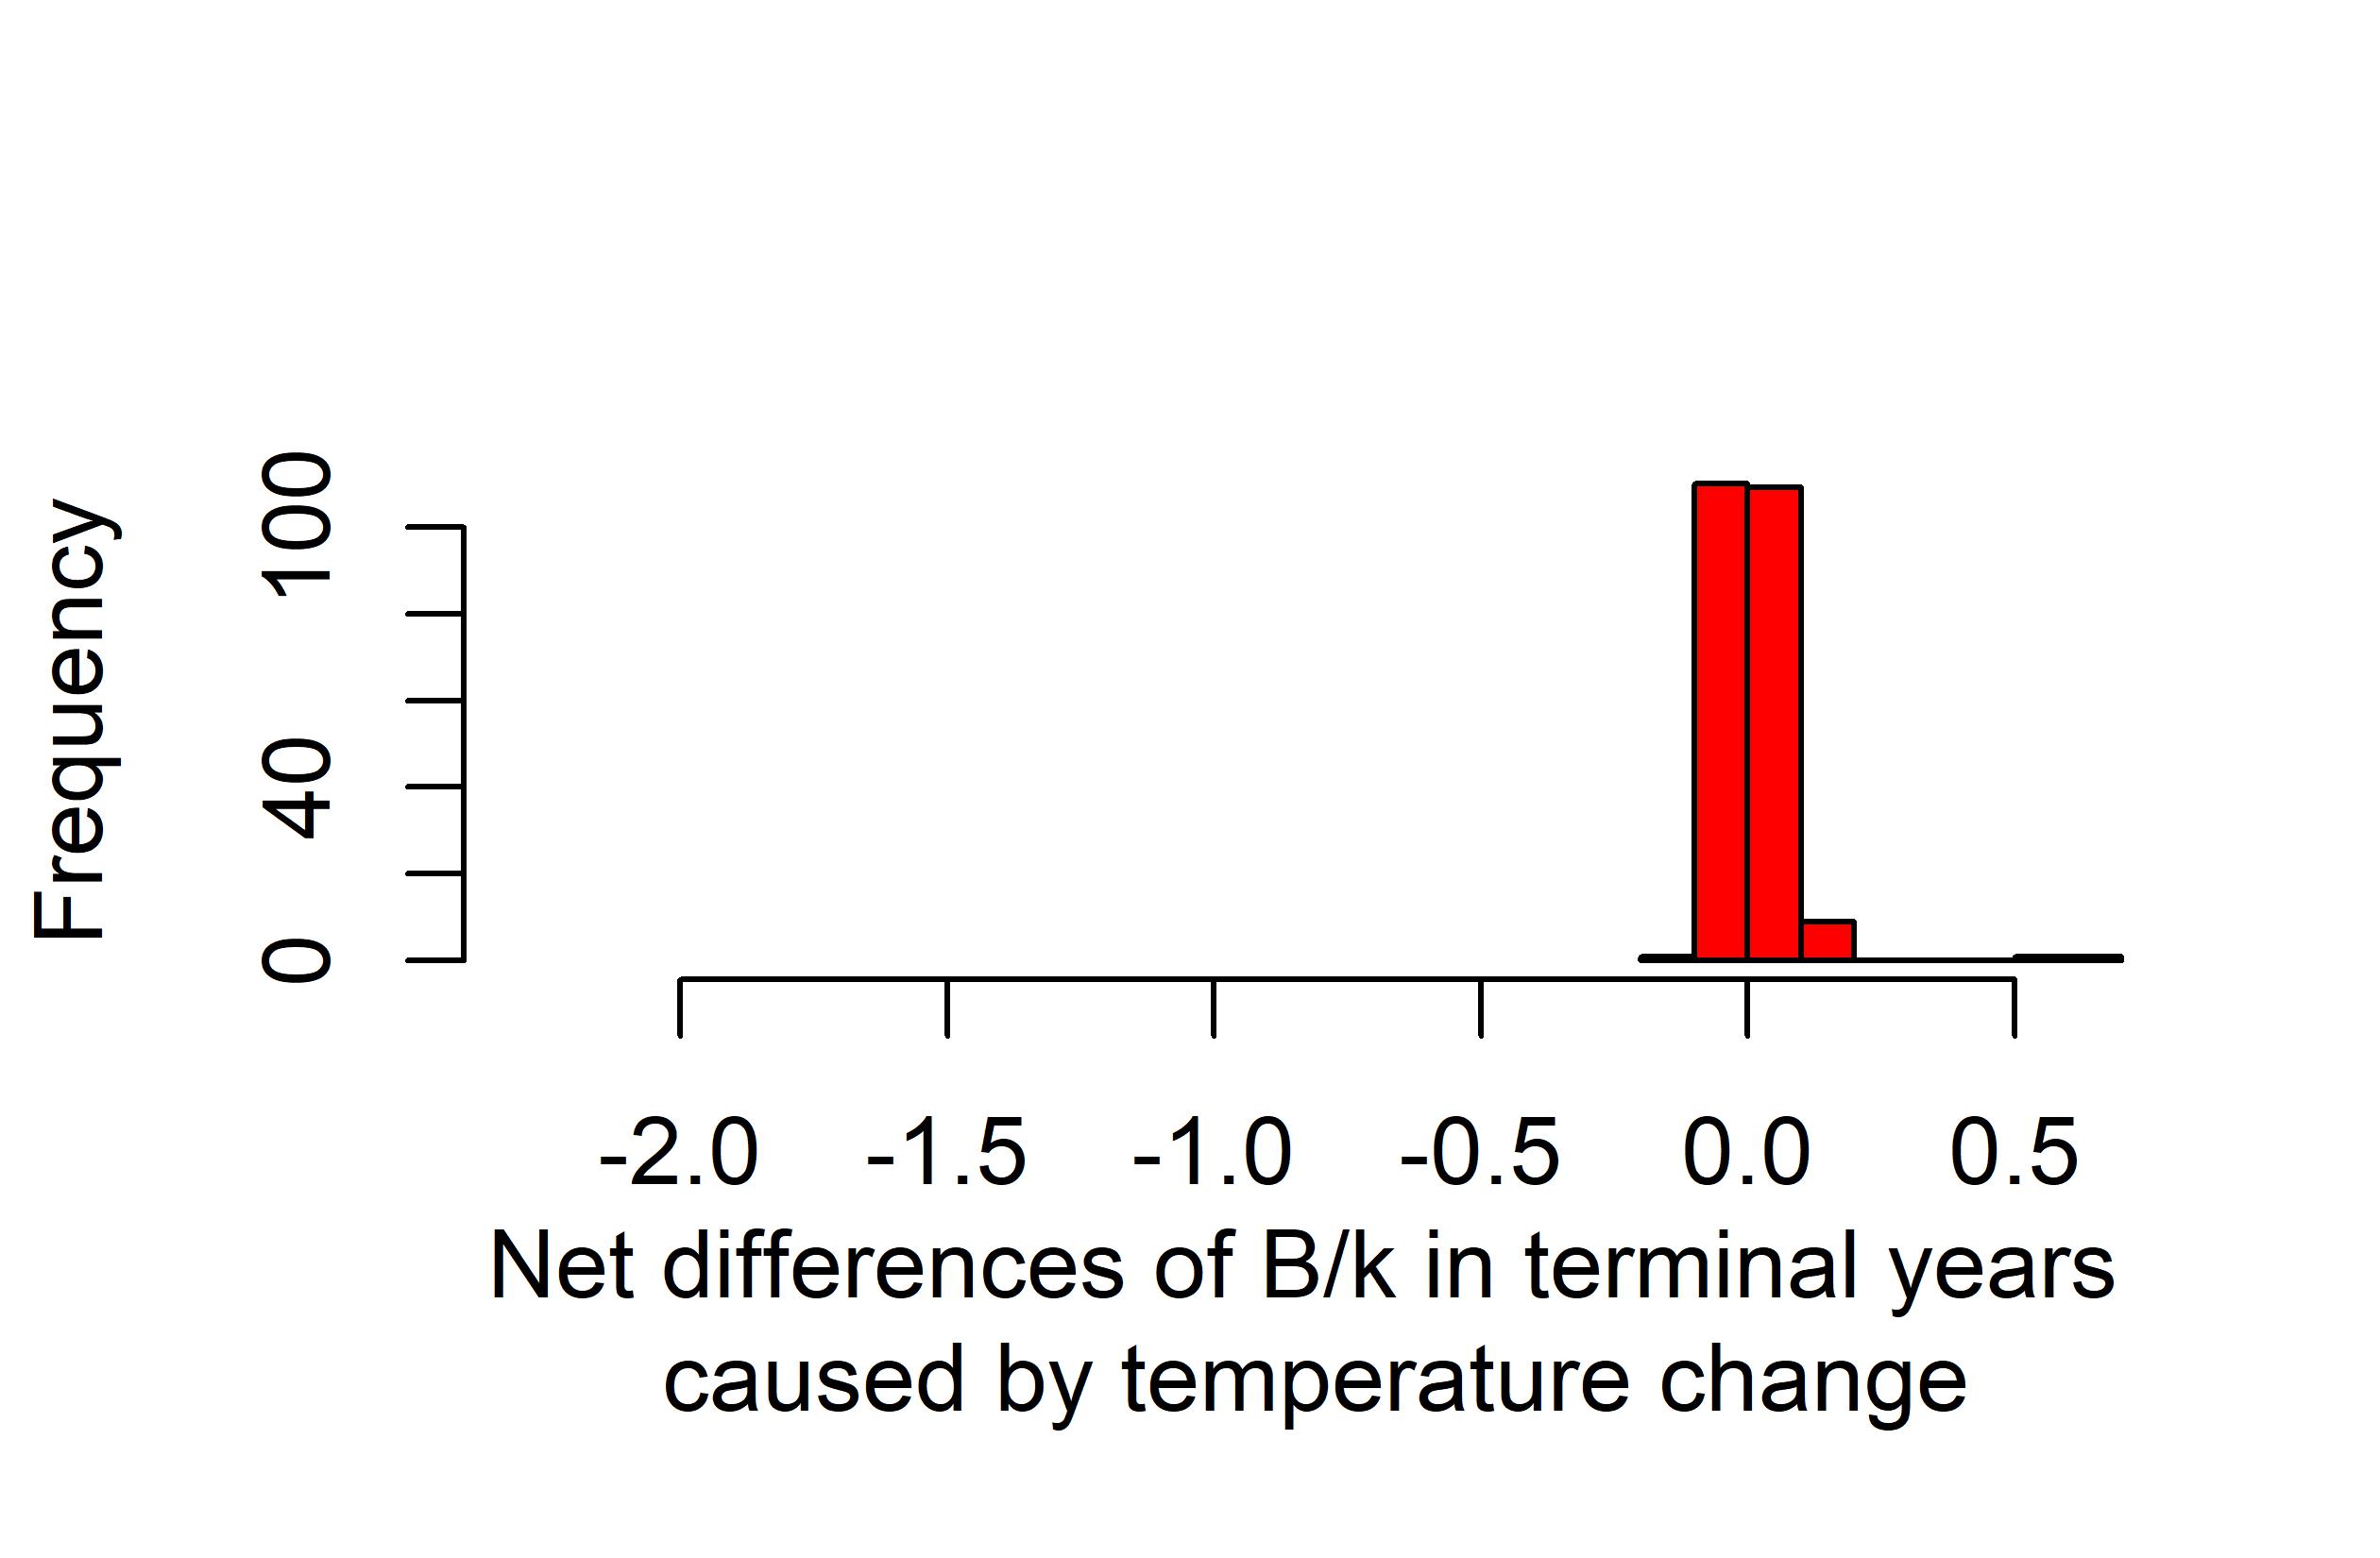 Frequency
100
40
0
-2.0 -1.5 -1.0 -0.5 0.0 0.5
Net differences of B/k in terminal years
caused by temperature change